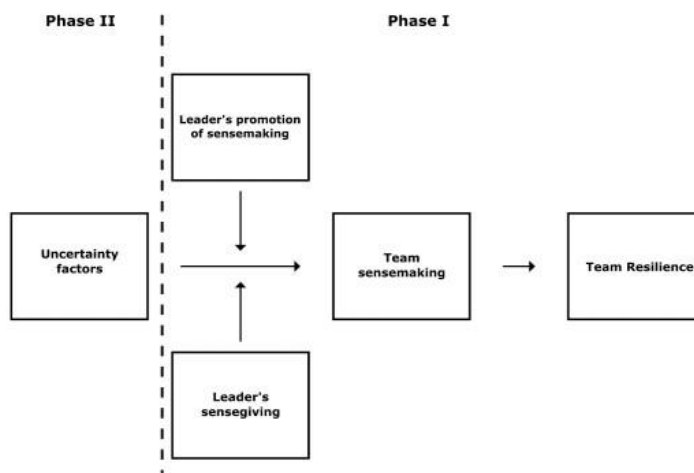 Phase II
Phase I
Leader's promotion
of sensemaking
Uncertainty
factors
Team
sensemaking
Team Resilience
Leader's
sensegiving